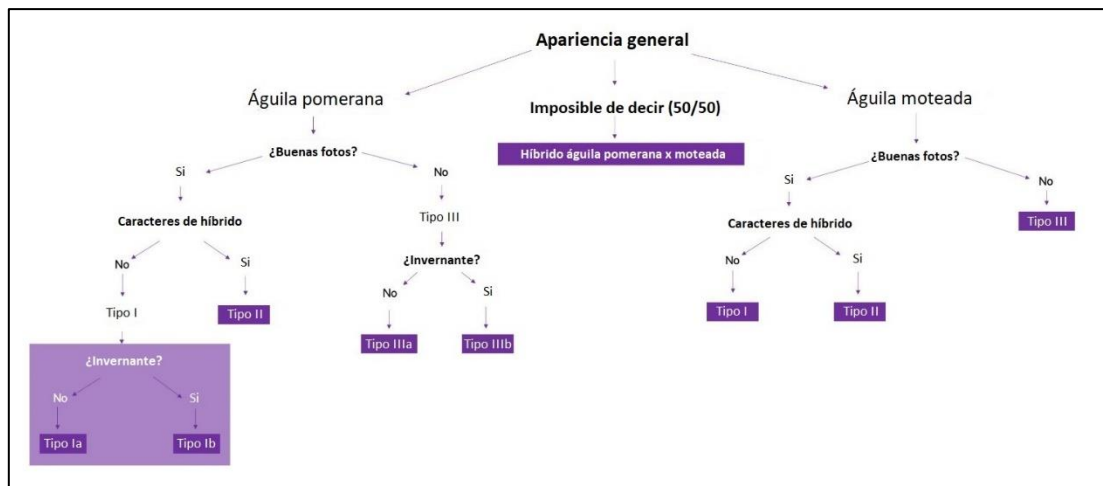 Apariencia general
Águila pomerana
Imposible de decir (50/50)
Águila moteada
¿Buenas fotos?
Híbrido águila pomerana x moteada
¿Buenas fotos?
Si
No
Si
No
Caracteres de híbrido
Tipo III
Caracteres de híbrido
Tipo III
No
Si
¿Invernante?
No
Si
Tipo I
Tipo II
No
Si
Tipo I
Tipo II
¿Invernante?
Tipo IIIa
Tipo IIIb
No
Si
Tipo Ia
Tipo Ib